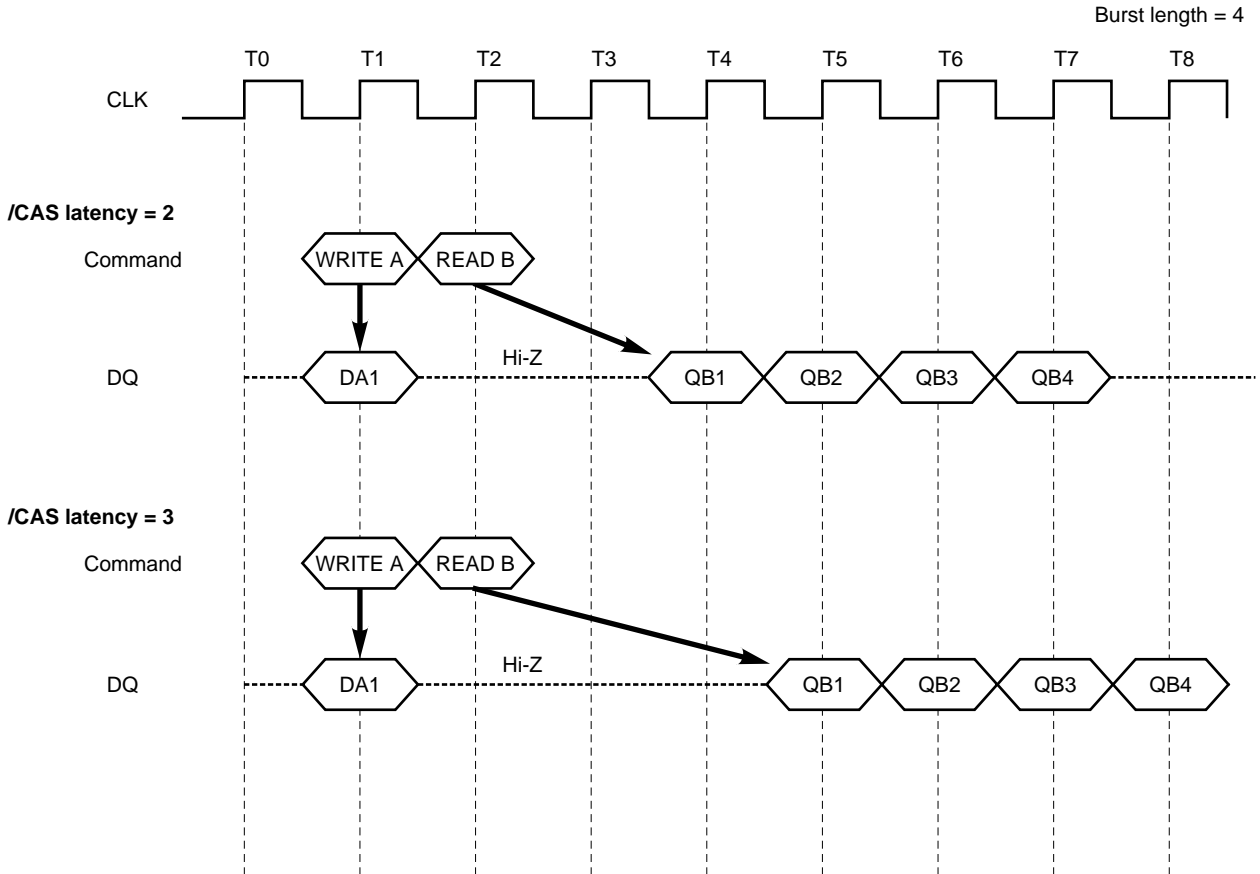 Burst length = 4
T0 T1 T2 T3 T4 T5 T6 T7 T8
CLK
/CAS latency = 2
Command WRITE A READ B
Hi-Z
DQ DA1 QB1 QB2 QB3 QB4
/CAS latency = 3
Command WRITE A READ B
Hi-Z
DQ DA1 QB1 QB2 QB3 QB4